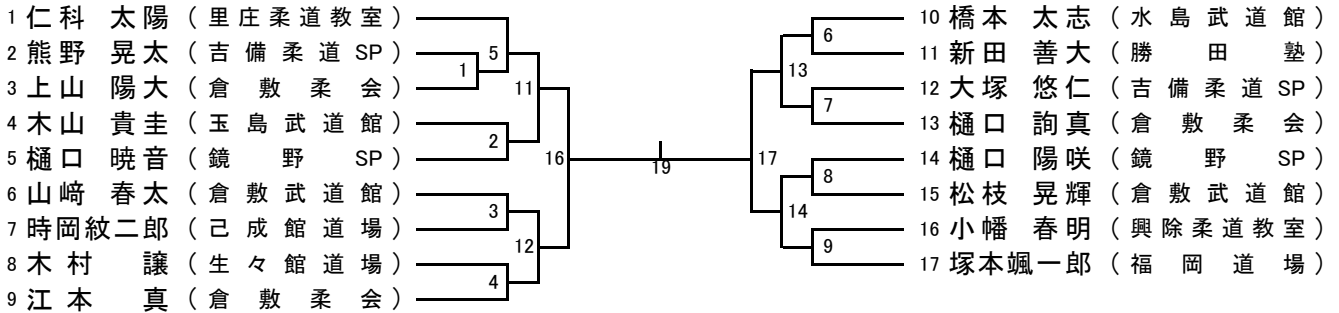 1 仁科 太陽 (里庄柔道教室)
2 熊野 晃太 (吉備柔道SP)
3 上山 陽大 (倉敷柔会)
4 木山 貴圭 (玉島武道館)
5 樋口 暁音 (鏡野SP)
6 山﨑 春太 (倉敷武道館)
7 時岡紋二郎 (己成館道場)
8 木村 譲 (生々館道場)
9 江本 真 (倉敷柔会)
5
1
11
2
16
3
12
4
19
10 橋本 太志 (水島武道館)
11 新田 善大 (勝田塾)
12 大塚 悠仁 (吉備柔道SP)
13 樋口 詢真 (倉敷柔会)
14 樋口 陽咲 (鏡野SP)
15 松枝 晃輝 (倉敷武道館)
16 小幡 春明 (興除柔道教室)
17 塚本颯一郎 (福岡道場)
6
13
7
17
8
14
9